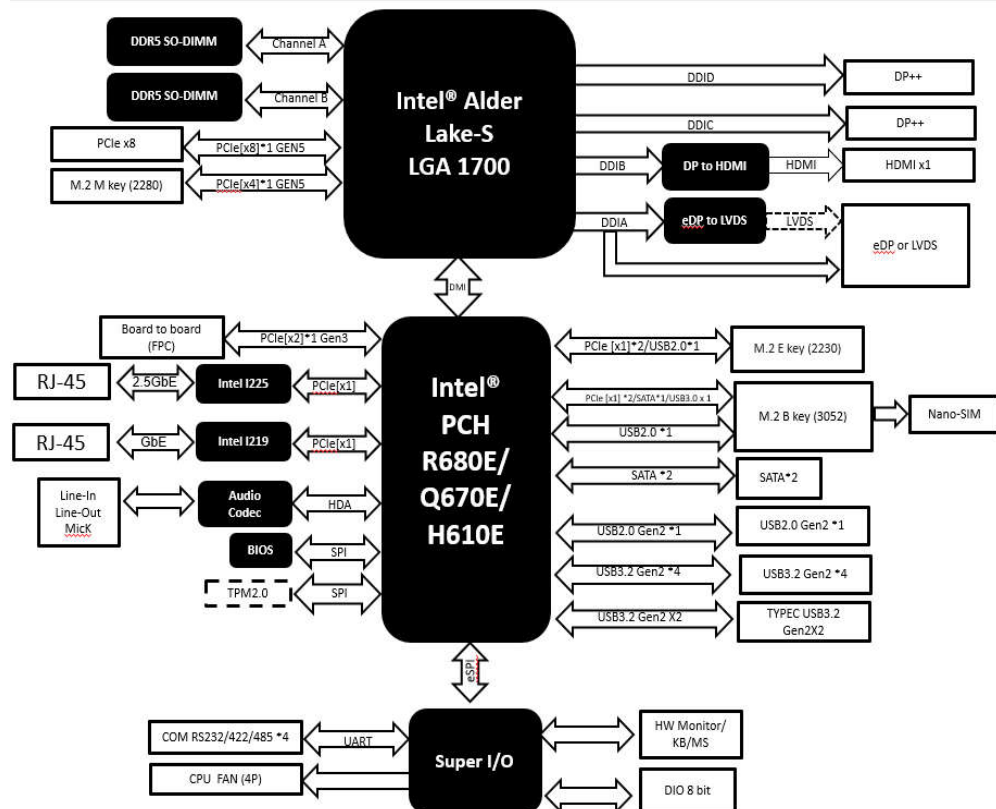 DDR5 SO-DIMM
Channel A
DDR5 SO-DIMM
Channel B
PCIe x8
PCIe[x8]*1 GEN5
M.2 M key (2280)
PCIe[x4]*1 GEN5
Intel® Alder
Lake-S
LGA 1700
DDID
DP++
DDIC
DP++
DDIB
DP to HDMI
HDMI
HDMI x1
DDIA
eDP to LVDS
LVDS
eDP or LVDS
DMI
Board to board
(FPC)
PCIe[x2]*1 Gen3
RJ-45
2.5GbE
Intel I225
PCIe[x1]
RJ-45
GbE
Intel I219
PCIe[x1]
Line-In
Line-Out
MicK
Audio
Codec
HDA
BIOS
SPI
TPM2.0
SPI
Intel®
PCH
R680E/
Q670E/
H610E
PCIe [x1]*2/USB2.0*1
M.2 E key (2230)
PCIe [x1] *2/SATA*1/USB3.0 x 1
USB2.0 *1
M.2 B key (3052)
Nano-SIM
SATA *2
SATA*2
USB2.0 Gen2 *1
USB2.0 Gen2 *1
USB3.2 Gen2 *4
USB3.2 Gen2 *4
USB3.2 Gen2 X2
TYPEC USB3.2
Gen2X2
eSPI
COM RS232/422/485 *4
UART
CPU FAN (4P)
Super I/O
HW Monitor/
KB/MS
DIO 8 bit